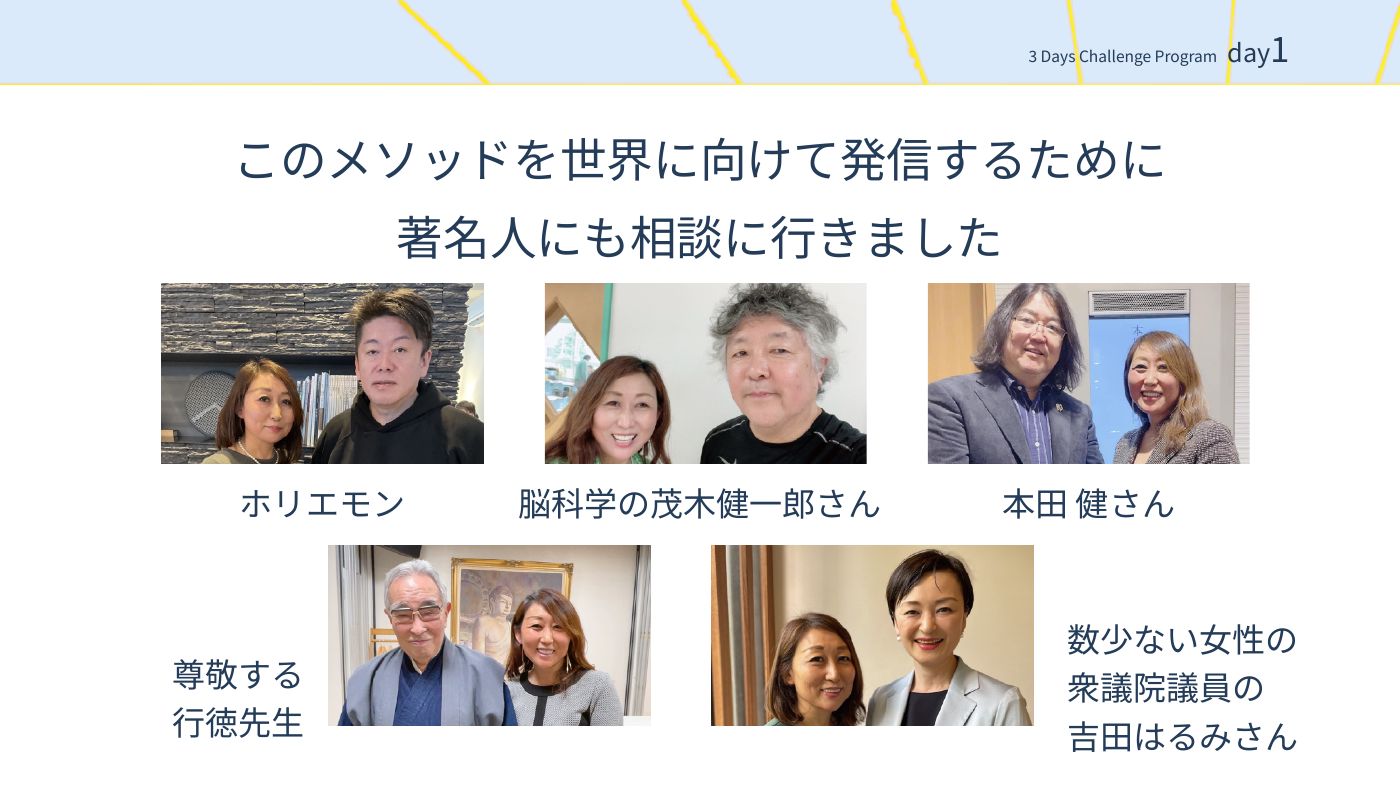 3 Days Challenge Program day1
このメソッドを世界に向けて発信するために
著名人にも相談に行きました
ホリエモン
脳科学の茂木健一郎さん
本田 健さん
尊敬する
行徳先生
数少ない女性の
衆議院議員の
吉田はるみさん